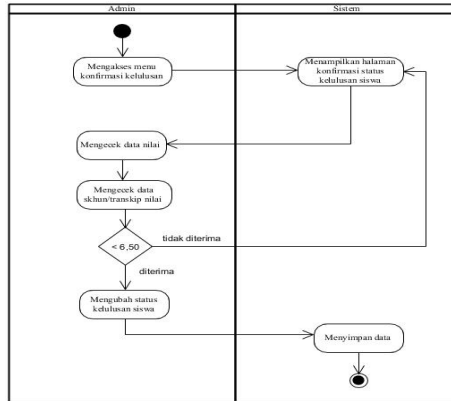 Admin
Sistem
Mengakses menu
konfirmasi kelulusan
Menampilkan halaman
konfirmasi status
kelulusan siswa
Mengecek data nilai
Mengecek data
skhun/transkip nilai
< 6,50
tidak diterima
diterima
Mengubah status
kelulusan siswa
Menyimpan data